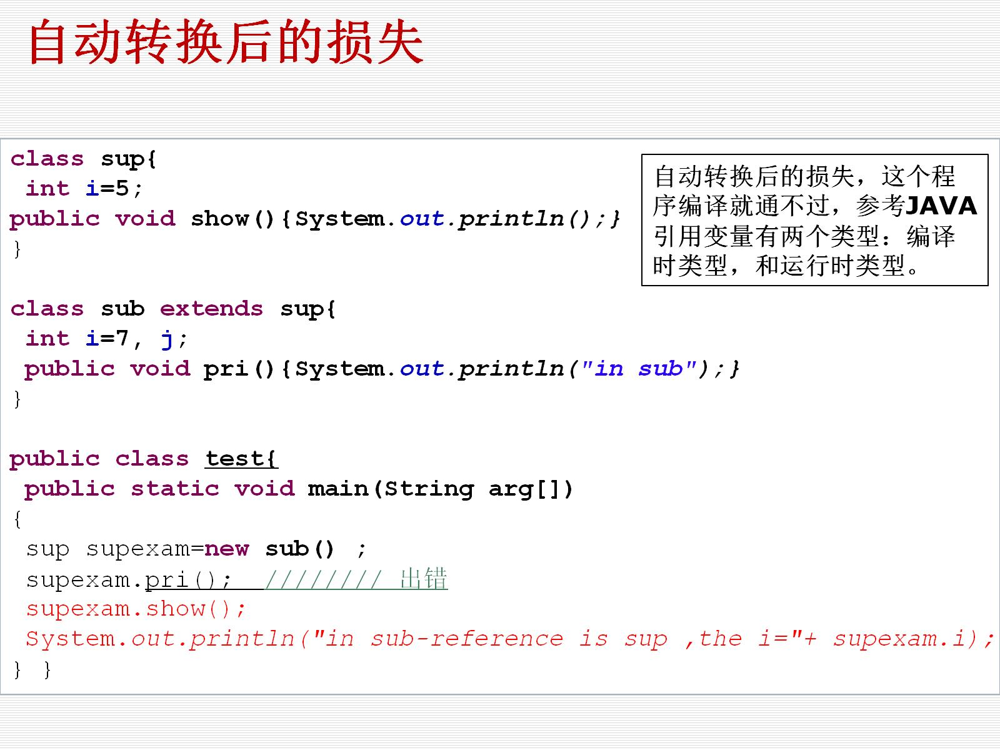 自动转换后的损失
class sup{
int i=5;
public void show(){System.out.println();}
}
自动转换后的损失，这个程
序编译就通不过，参考JAVA
引用变量有两个类型：编译
时类型，和运行时类型。
class sub extends sup{
int i=7, j;
public void pri(){System.out.println("in sub");}
}
public class test{
public static void main(String arg[])
{
sup supexam=new sub() ;
supexam.pri(); //////// 出错
supexam.show();
System.out.println("in sub-reference is sup ,the i="+ supexam.i);
} }